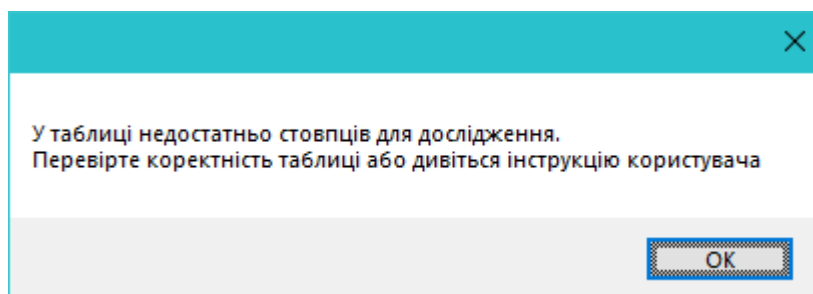 У таблиці недостатньо стовпців для дослідження.
Перевірте коректність таблиці або дивіться інструкцію користувача
OK